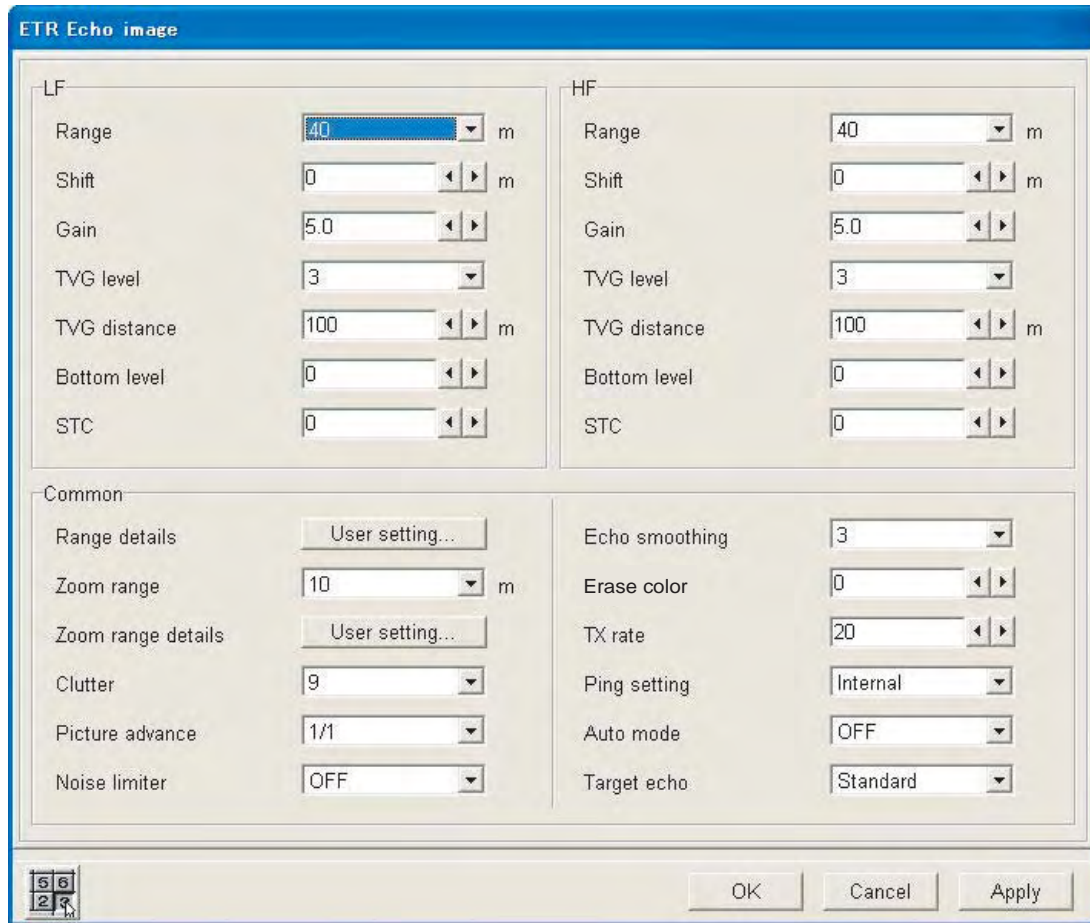 ETR Echo image
LF
Range 40 m
Shift 0 m
Gain 5.0
TVG level 3
TVG distance 100 m
Bottom level 0
STC 0
HF
Range 40 m
Shift 0 m
Gain 5.0
TVG level 3
TVG distance 100 m
Bottom level 0
STC 0
Common
Range details User setting...
Zoom range 10 m
Zoom range details User setting...
Clutter 9
Picture advance 1/1
Noise limiter OFF
Echo smoothing 3
Erase color 0
TX rate 20
Ping setting Internal
Auto mode OFF
Target echo Standard
5 6
2 3
OK Cancel Apply